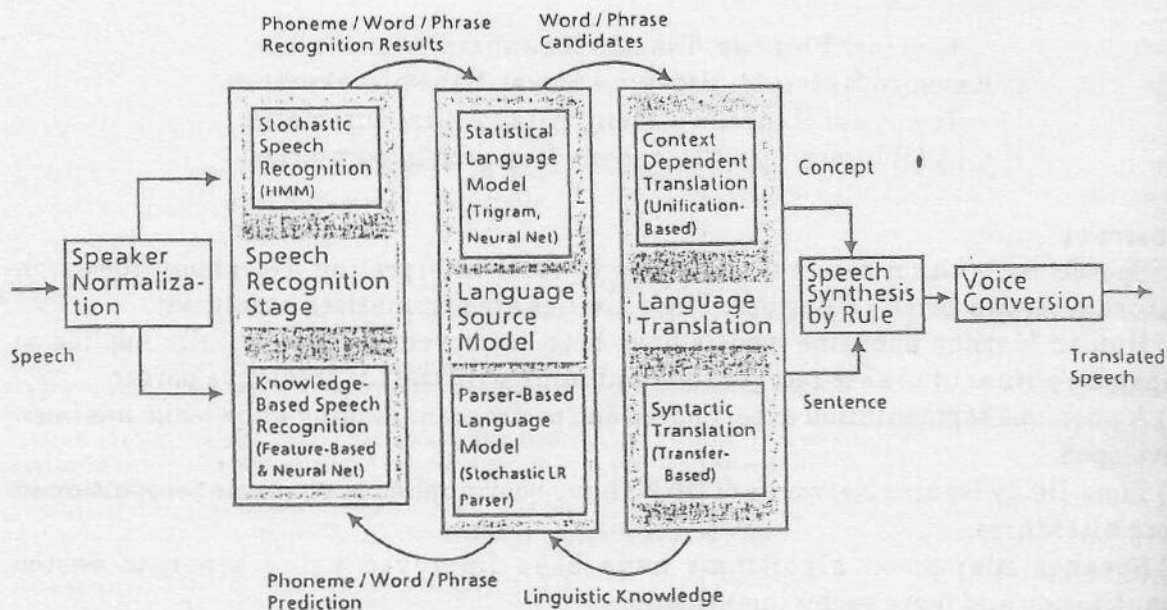 Phoneme / Word / Phrase
Recognition Results
Word / Phrase
Candidates
Speech
Speaker
Normaliza-
tion
Stochastic
Speech
Recognition
(HMM)
Speech
Recognition
Stage
Knowledge-
Based Speech
Recognition
(Feature-Based
& Neural Net)
Statistical
Language
Model
(Trigram,
Neural Net)
Language
Source
Model
Parser-Based
Language
Model
(Stochastic LR
Parser)
Context
Dependent
Translation
(Unification-
Based)
Language
Translation
Syntactic
Translation
(Transfer-
Based)
Concept
Speech
Synthesis
by Rule
Sentence
Voice
Conversion
Translated
Speech
Phoneme / Word / Phrase
Prediction
Linguistic Knowledge